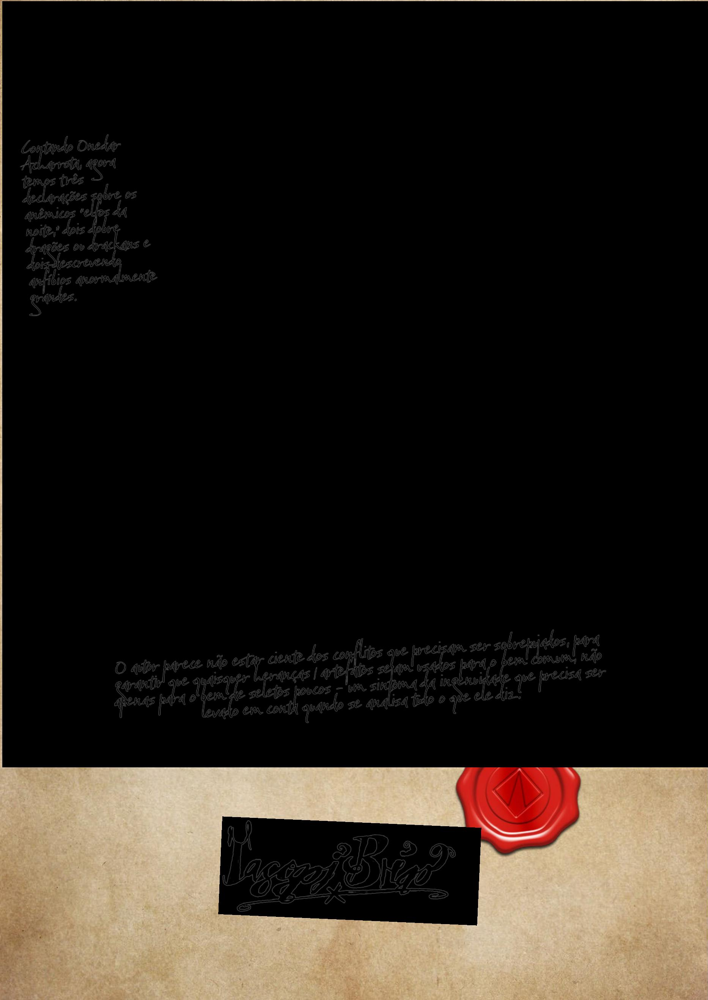 Contando Onedar
Acharrota, agora
temos três
declarações sobre os
anêmicos "elfos da
noite," dois dobre
dragões ou drackans e
dois descrevendo
anfíbios anormalmente
grandes.
O autor parece não estar ciente dos conflitos que precisam ser sobrepujados, para
garantir que quaisquer heranças / artefatos sejam usados para o bem comum, não
apenas para o bem de seletos poucos - um sintoma da ingenuidade que precisa ser
levado em conta quando se analisa tudo o que ele diz.